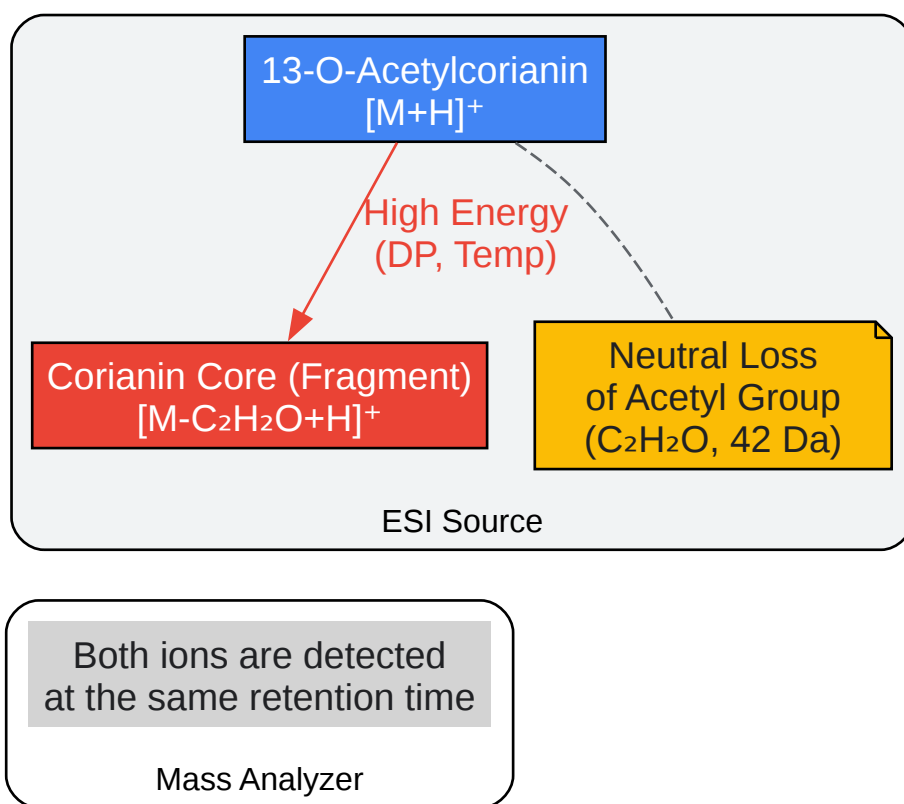 13-O-Acetylcorianin
[M+H]⁺
High Energy
(DP, Temp)
Corianin Core (Fragment)
[M-C₂H₂O+H]⁺
Neutral Loss
of Acetyl Group
(C₂H₂O, 42 Da)
ESI Source
Both ions are detected
at the same retention time
Mass Analyzer